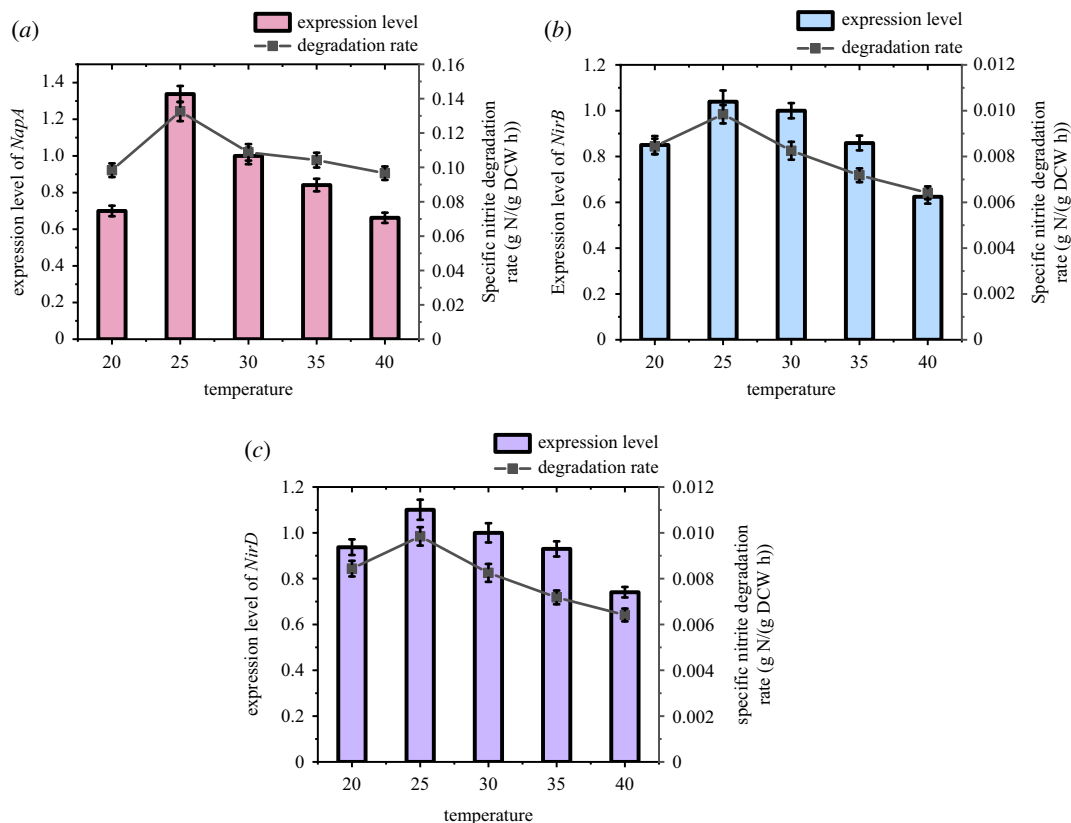 (a)
expression level
degradation rate
expression level of NapA
1.4
1.2
1.0
0.8
0.6
0.4
0.2
0
0.16
0.14
0.12
0.10
0.08
0.06
0.04
0.02
0
Specific nitrite degradation
rate (g N/(g DCW h))
20 25 30 35 40
temperature
(b)
expression level
degradation rate
Expression level of NirB
1.2
1.0
0.8
0.6
0.4
0.2
0
0.012
0.010
0.008
0.006
0.004
0.002
0
Specific nitrite degradation
rate (g N/(g DCW h))
20 25 30 35 40
temperature
(c)
expression level
degradation rate
expression level of NirD
1.2
1.0
0.8
0.6
0.4
0.2
0
0.012
0.010
0.008
0.006
0.004
0.002
0
specific nitrite degradation
rate (g N/(g DCW h))
20 25 30 35 40
temperature